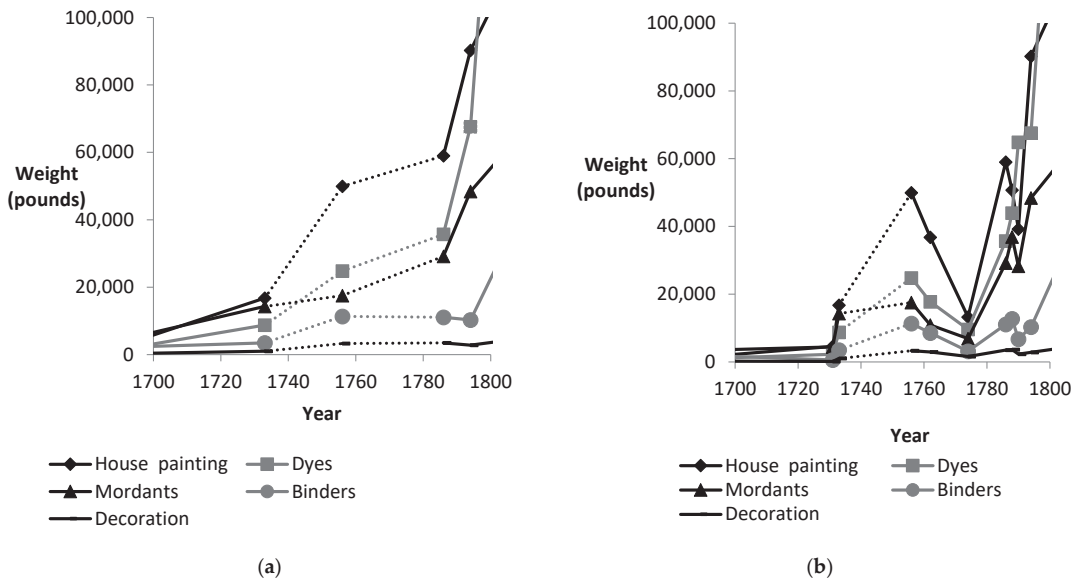 100,000
80,000
60,000
40,000
20,000
0
Weight
(pounds)
1700 1720 1740 1760 1780 1800
Year
House painting Dyes
Mordants Binders
Decoration
(a)
100,000
80,000
60,000
40,000
20,000
0
Weight
(pounds)
1700 1720 1740 1760 1780 1800
Year
House painting Dyes
Mordants Binders
Decoration
(b)